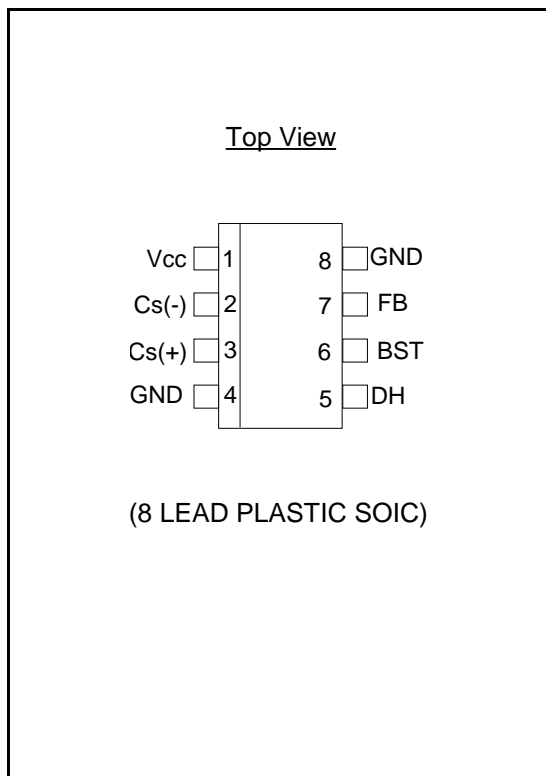 Top View
Vcc 1 8 GND
Cs(-) 2 7 FB
Cs(+) 3 6 BST
GND 4 5 DH
(8 LEAD PLASTIC SOIC)